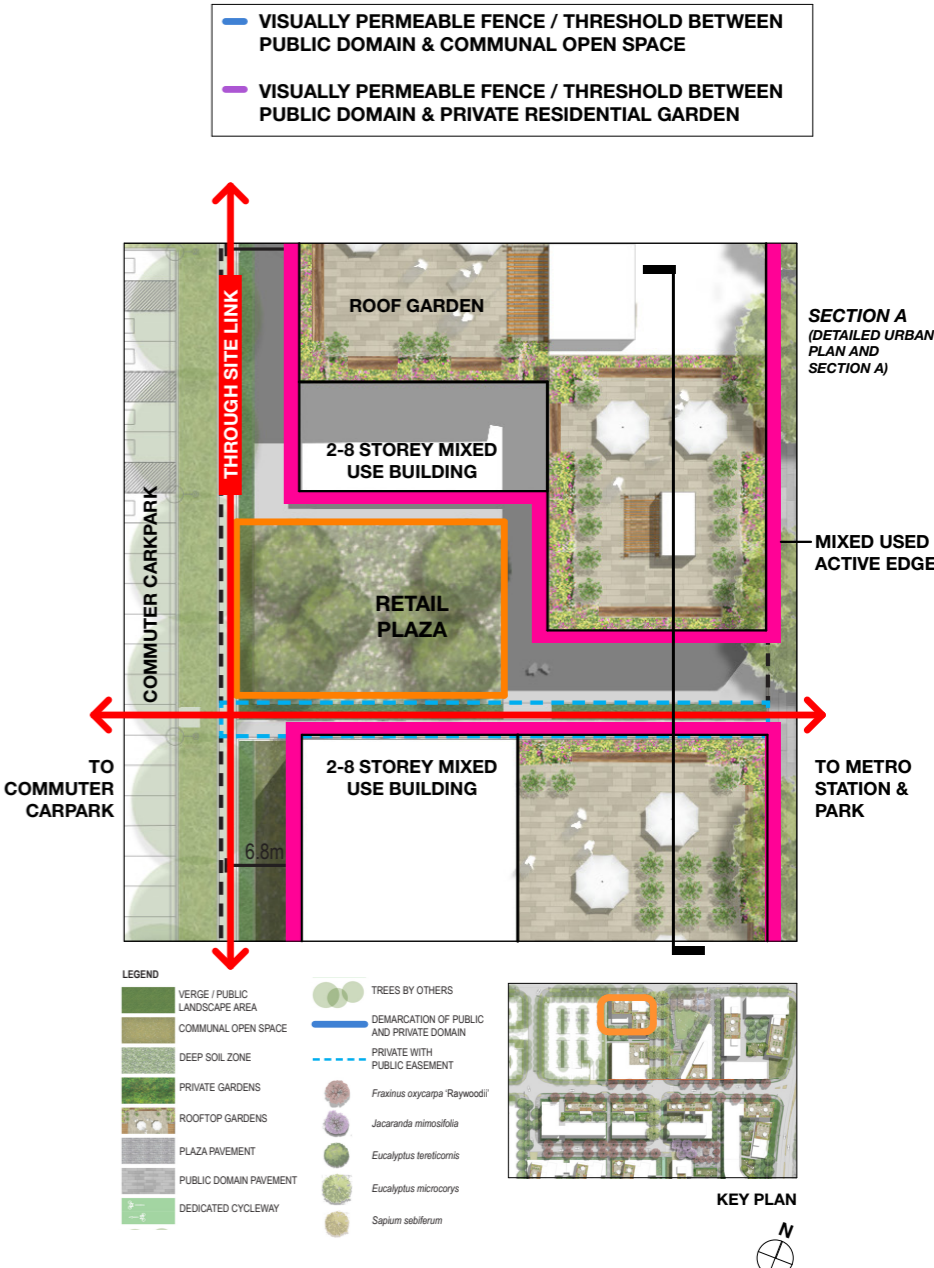 VISUALLY PERMEABLE FENCE / THRESHOLD BETWEEN
PUBLIC DOMAIN & COMMUNAL OPEN SPACE
VISUALLY PERMEABLE FENCE / THRESHOLD BETWEEN
PUBLIC DOMAIN & PRIVATE RESIDENTIAL GARDEN
THROUGH SITE LINK
ROOF GARDEN
SECTION A
(DETAILED URBAN
PLAN AND
SECTION A)
2-8 STOREY MIXED
USE BUILDING
COMMUTER CARKPARK
MIXED USED
ACTIVE EDGE
RETAIL
PLAZA
TO
COMMUTER
CARPARK
2-8 STOREY MIXED
USE BUILDING
TO METRO
STATION &
PARK
6.8m
LEGEND
VERGE / PUBLIC
LANDSCAPE AREA
COMMUNAL OPEN SPACE
DEEP SOIL ZONE
PRIVATE GARDENS
ROOFTOP GARDENS
PLAZA PAVEMENT
PUBLIC DOMAIN PAVEMENT
DEDICATED CYCLEWAY
TREES BY OTHERS
DEMARCATION OF PUBLIC
AND PRIVATE DOMAIN
PRIVATE WITH
PUBLIC EASEMENT
Fraxinus oxycarpa 'Raywoodii'
Jacaranda mimosifolia
Eucalyptus tereticornis
Eucalyptus microcorys
Sapium sebiferum
KEY PLAN
N